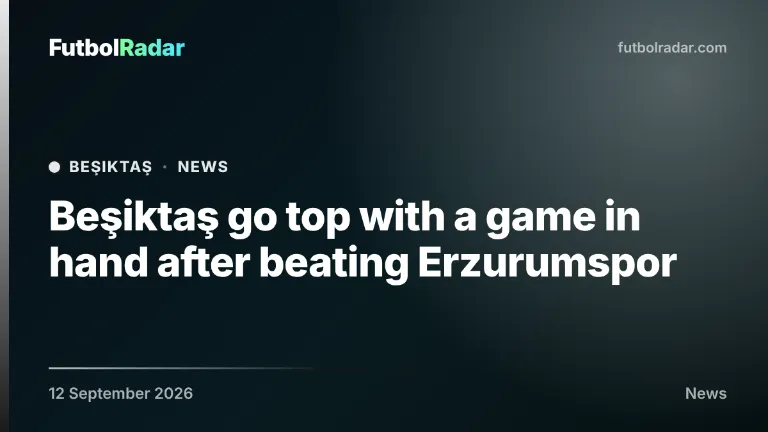 FutbolRadar
futbolradar.com
BEŞIKTAŞ · NEWS
Beşiktaş go top with a game in
hand after beating Erzurumspor
12 September 2026
News